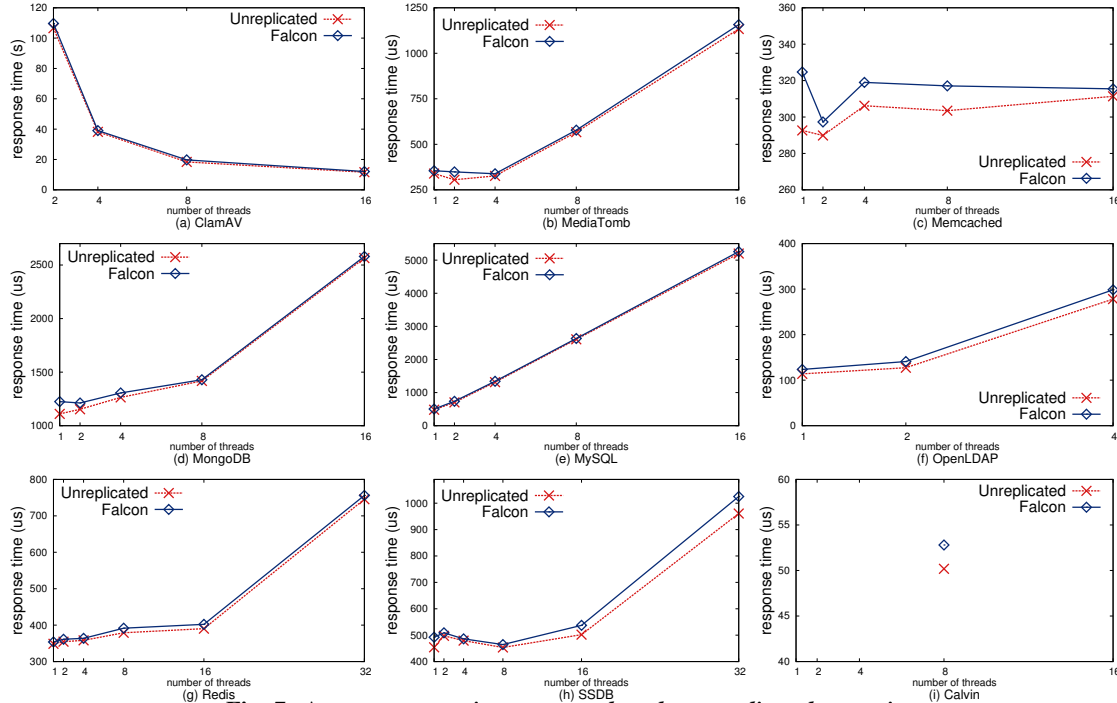 response time (s)
120
100
80
60
40
20
0
Unreplicated
Falcon
2
4
8
16
number of threads
(a) ClamAV
response time (us)
1250
1000
750
500
250
Unreplicated
Falcon
1
2
4
8
16
number of threads
(b) MediaTomb
response time (us)
360
340
320
300
280
260
Unreplicated
Falcon
1
2
4
8
16
number of threads
(c) Memcached
response time (us)
2500
2000
1500
1000
Unreplicated
Falcon
1
2
4
8
16
number of threads
(d) MongoDB
response time (us)
5000
4000
3000
2000
1000
0
Unreplicated
Falcon
1
2
4
8
16
number of threads
(e) MySQL
response time (us)
400
300
200
100
0
Unreplicated
Falcon
1
2
4
number of threads
(f) OpenLDAP
response time (us)
800
700
600
500
400
300
Unreplicated
Falcon
1
2
4
8
16
32
number of threads
(g) Redis
response time (us)
1000
900
800
700
600
500
400
Unreplicated
Falcon
1
2
4
8
16
32
number of threads
(h) SSDB
response time (us)
60
55
50
45
40
Unreplicated
Falcon
1
2
4
8
16
number of threads
(i) Calvin